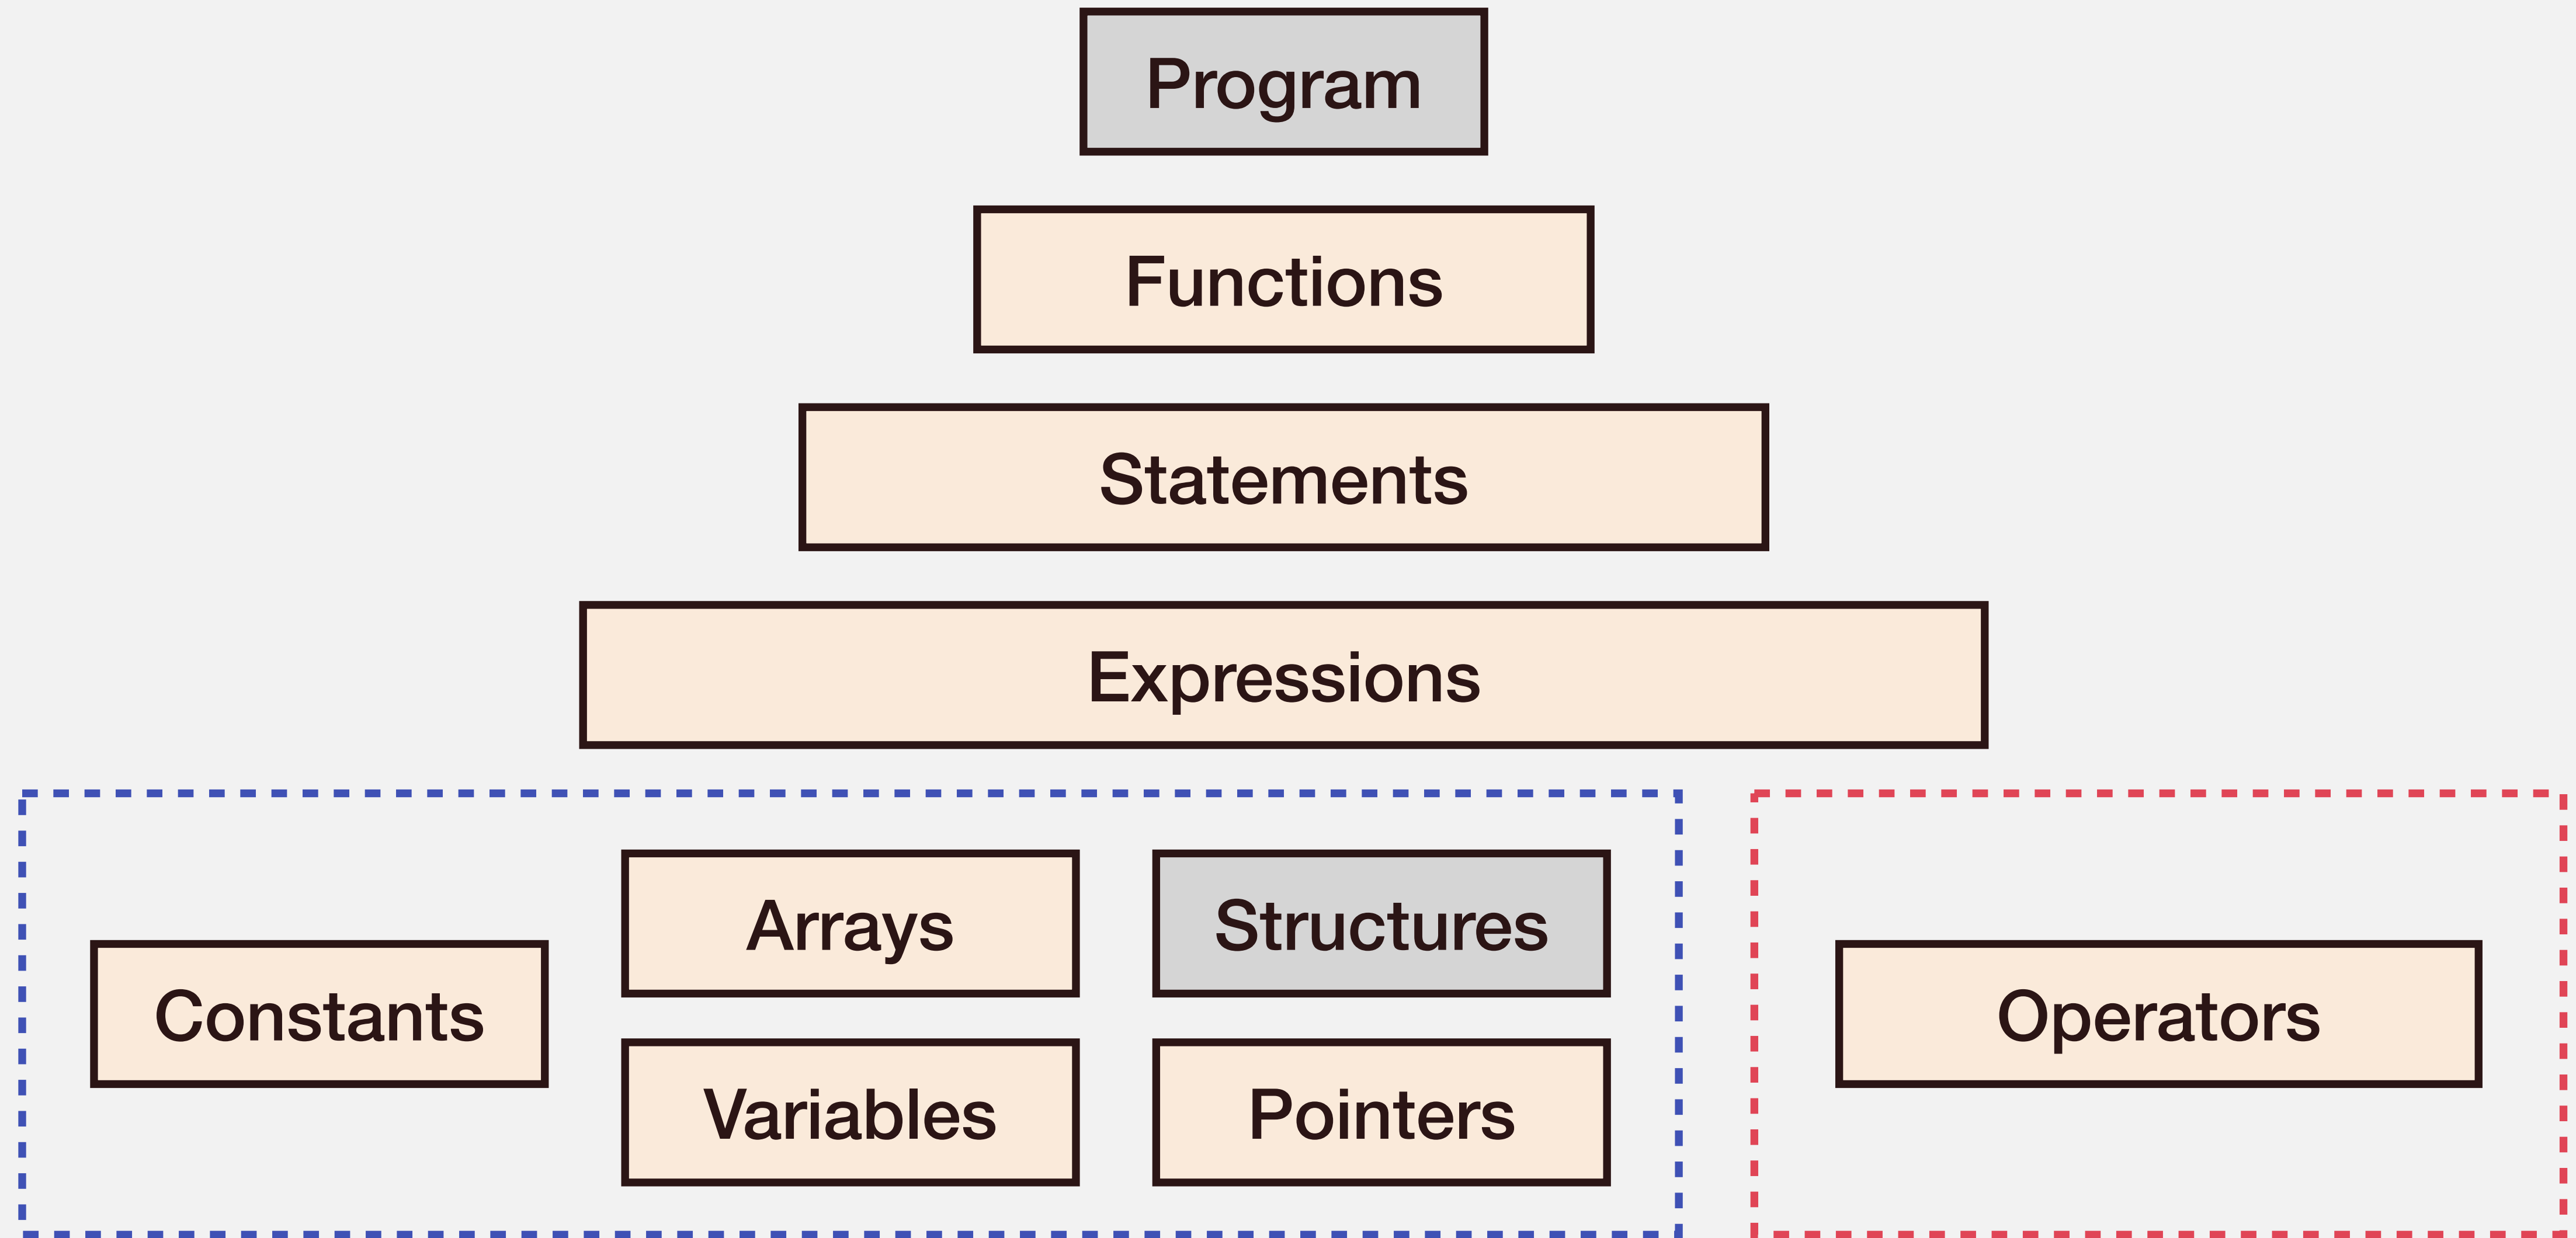 Program
Functions
Statements
Expressions
Constants
Arrays
Structures
Variables
Pointers
Operators